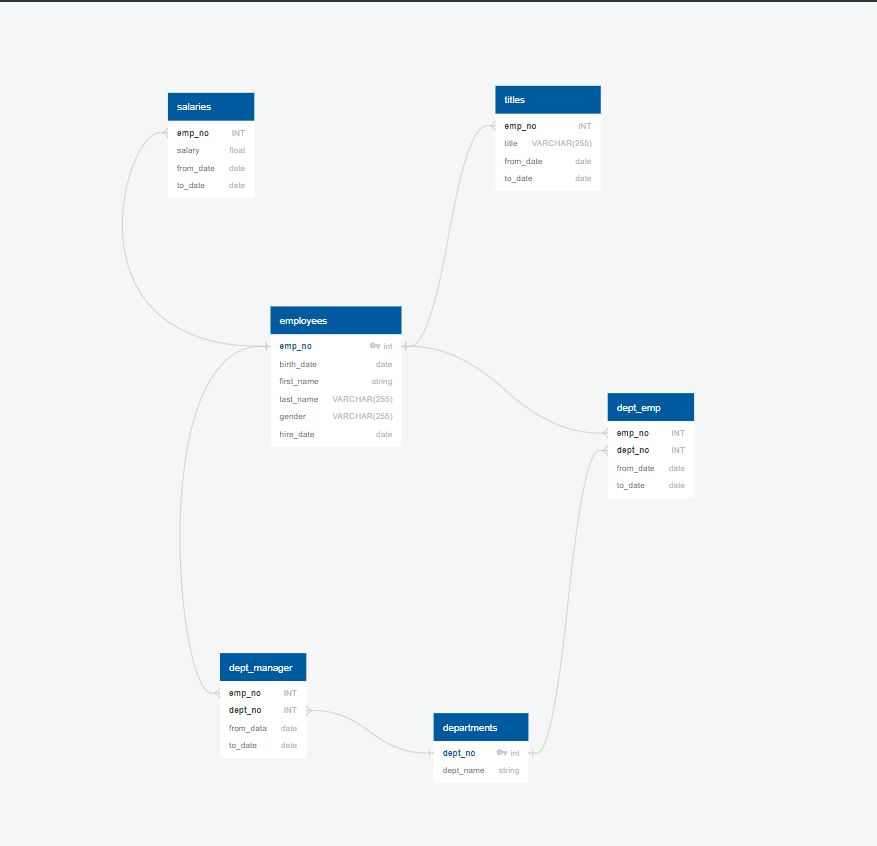 salaries
emp_no INT
salary float
from_date date
to_date date
titles
emp_no INT
title VARCHAR(255)
from_date date
to_date date
employees
emp_no int
birth_date date
first_name string
last_name VARCHAR(255)
gender VARCHAR(255)
hire_date date
dept_emp
emp_no INT
dept_no INT
from_date date
to_date date
dept_manager
emp_no INT
dept_no INT
from_data date
to_date date
departments
dept_no int
dept_name string